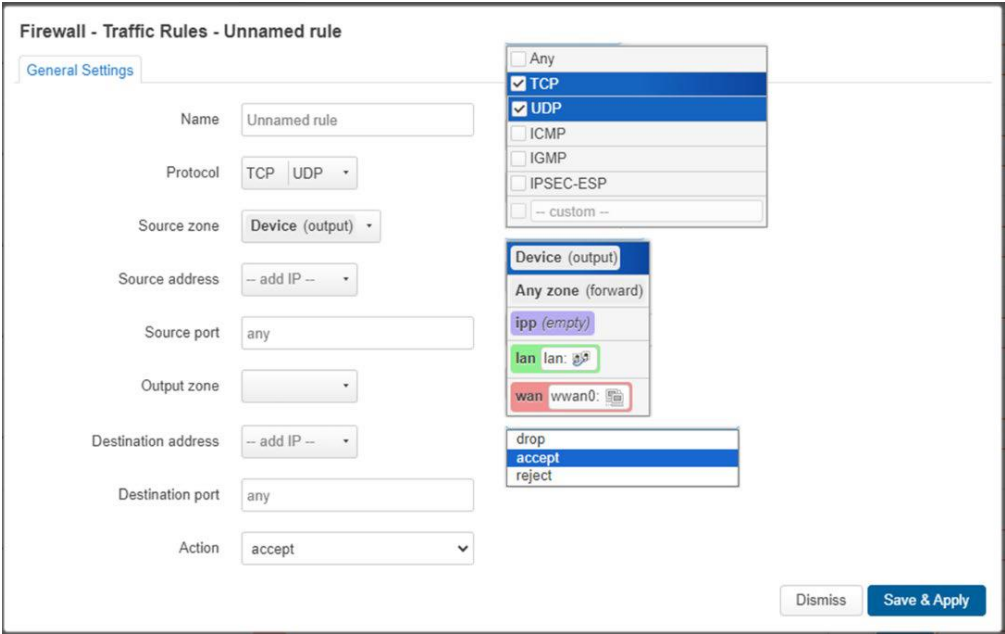 Firewall - Traffic Rules - Unnamed rule
General Settings
Name Unnamed rule
Protocol TCP UDP
Source zone Device (output)
Source address -- add IP --
Source port any
Output zone
Destination address -- add IP --
Destination port any
Action accept
Any
TCP
UDP
ICMP
IGMP
IPSEC-ESP
-- custom --
Device (output)
Any zone (forward)
ipp (empty)
lan lan:
wan wwan0:
drop
accept
reject
Dismiss Save & Apply